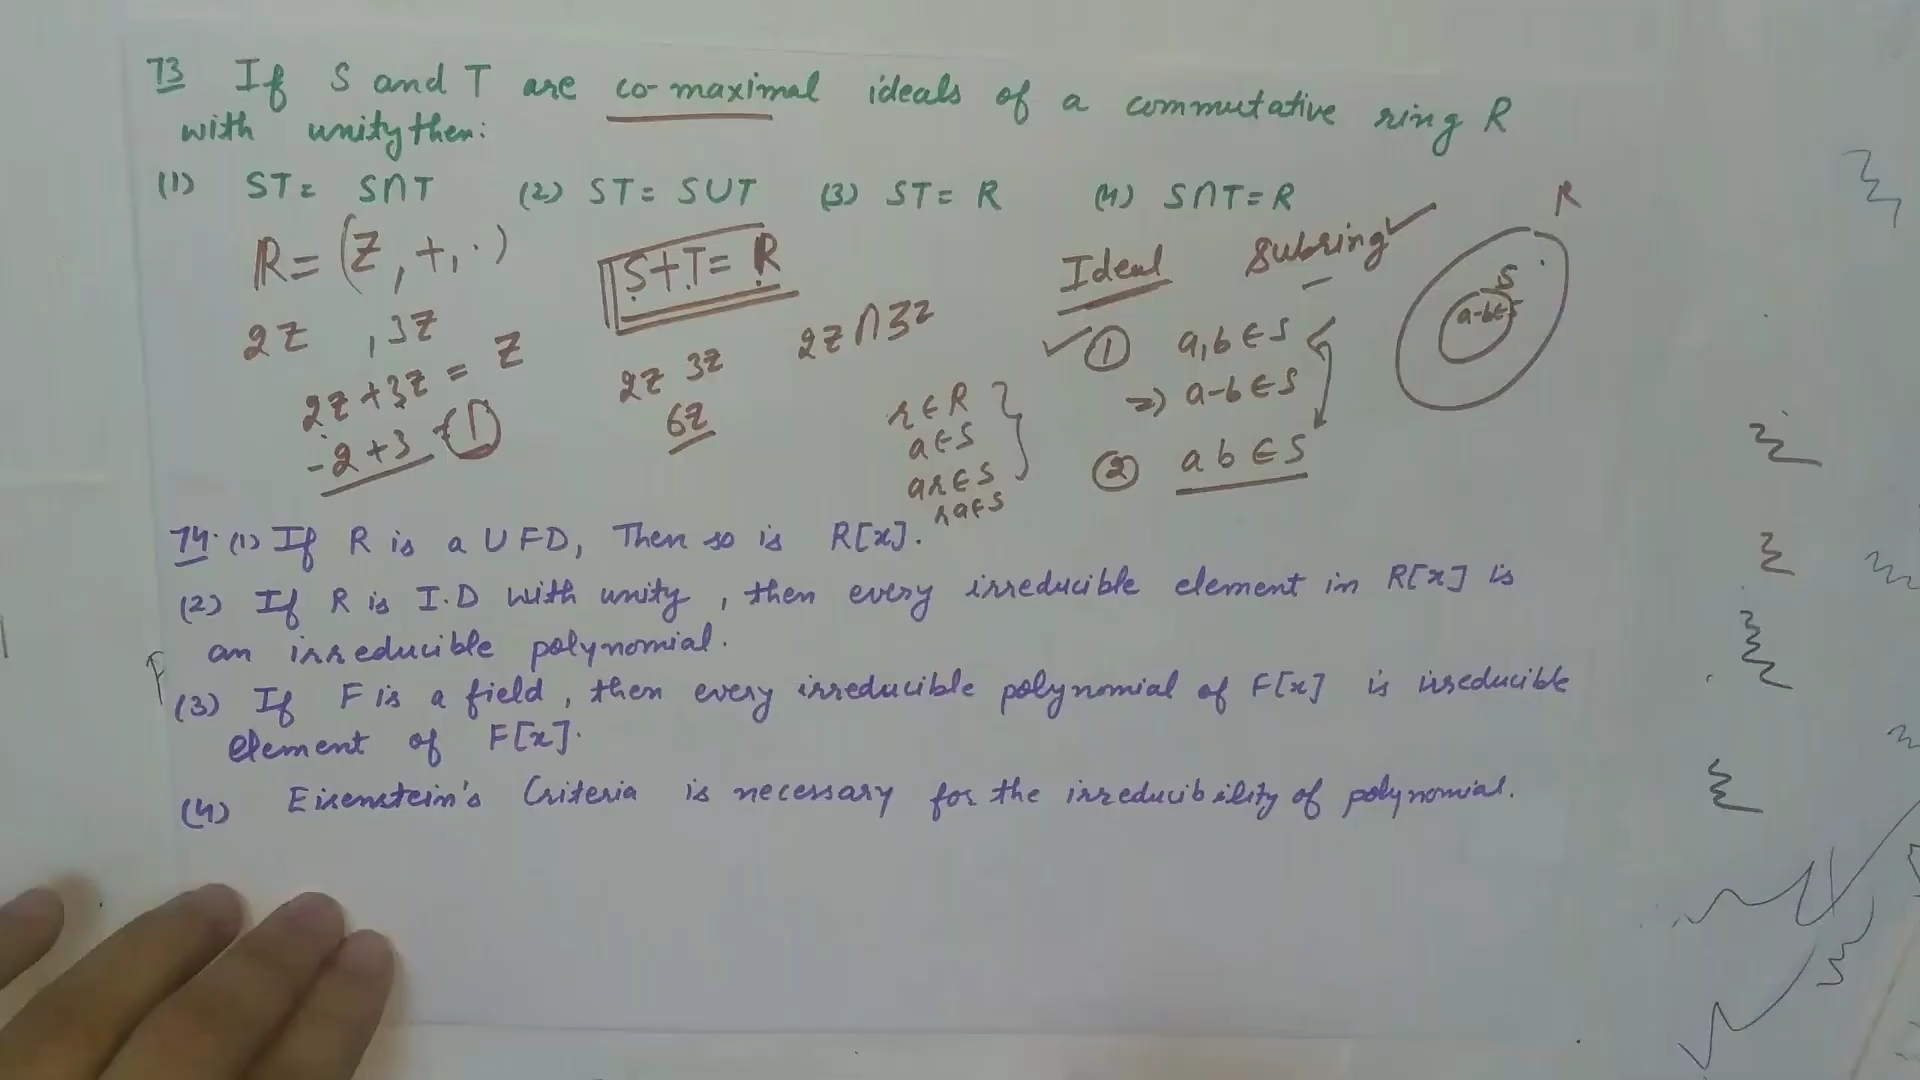 73 If S and T are co-maximal ideals of a commutative ring R
with unity then:
(1) ST = S∩T (2) ST = SUT (3) ST = R (4) S∩T = R
R = (Z, +, ·)
2Z , 3Z
2Z + 3Z = Z
-2+3 = 1
S+T = R
2Z 3Z
6Z
2Z ∩ 3Z
r ∈ R
a ∈ S
ar ∈ S
ra ∈ S
Ideal Subring
① a,b ∈ S
=> a-b ∈ S
② ab ∈ S
R
S
a-b∈S
74. (1) If R is a UFD, Then so is R[x].
(2) If R is I.D with unity, then every irreducible element in R[x] is
an irreducible polynomial.
(3) If F is a field, then every irreducible polynomial of F[x] is irreducible
element of F[x].
(4) Eisenstein's Criteria is necessary for the irreducibility of polynomial.